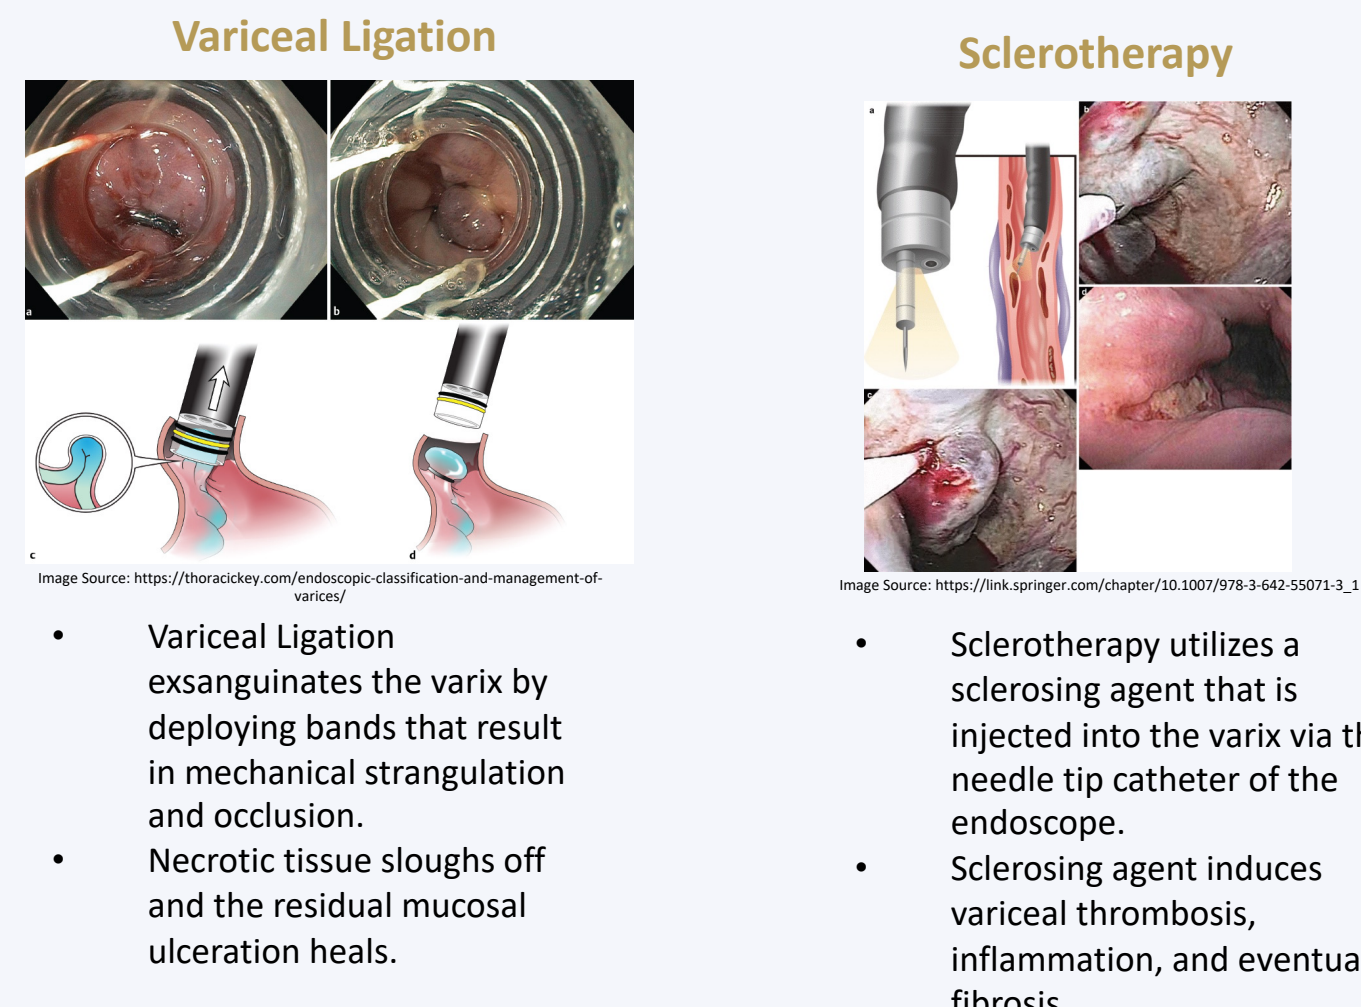 Variceal Ligation
a
b
c
d
Image Source: https://thoracickey.com/endoscopic-classification-and-management-of-
varices/
• Variceal Ligation
exsanguinates the varix by
deploying bands that result
in mechanical strangulation
and occlusion.
• Necrotic tissue sloughs off
and the residual mucosal
ulceration heals.
Sclerotherapy
a
b
c
d
Image Source: https://link.springer.com/chapter/10.1007/978-3-642-55071-3_1
• Sclerotherapy utilizes a
sclerosing agent that is
injected into the varix via th
needle tip catheter of the
endoscope.
• Sclerosing agent induces
variceal thrombosis,
inflammation, and eventua
fibrosis